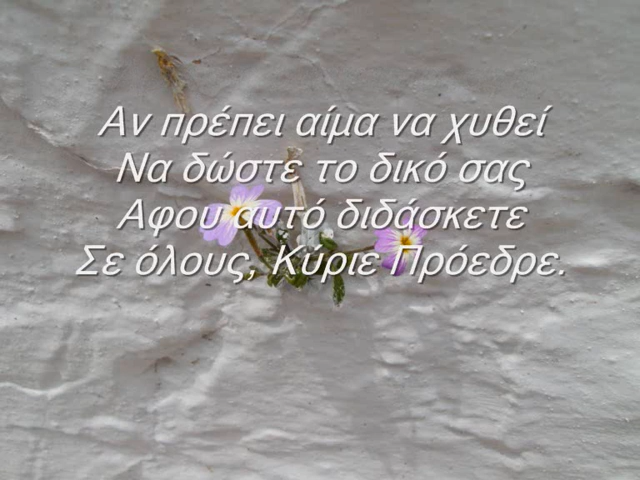 Αν πρέπει αίμα να χυθεί
Να δώστε το δικό σας
Αφου αυτό διδάσκετε
Σε όλους, Κύριε Πρόεδρε.